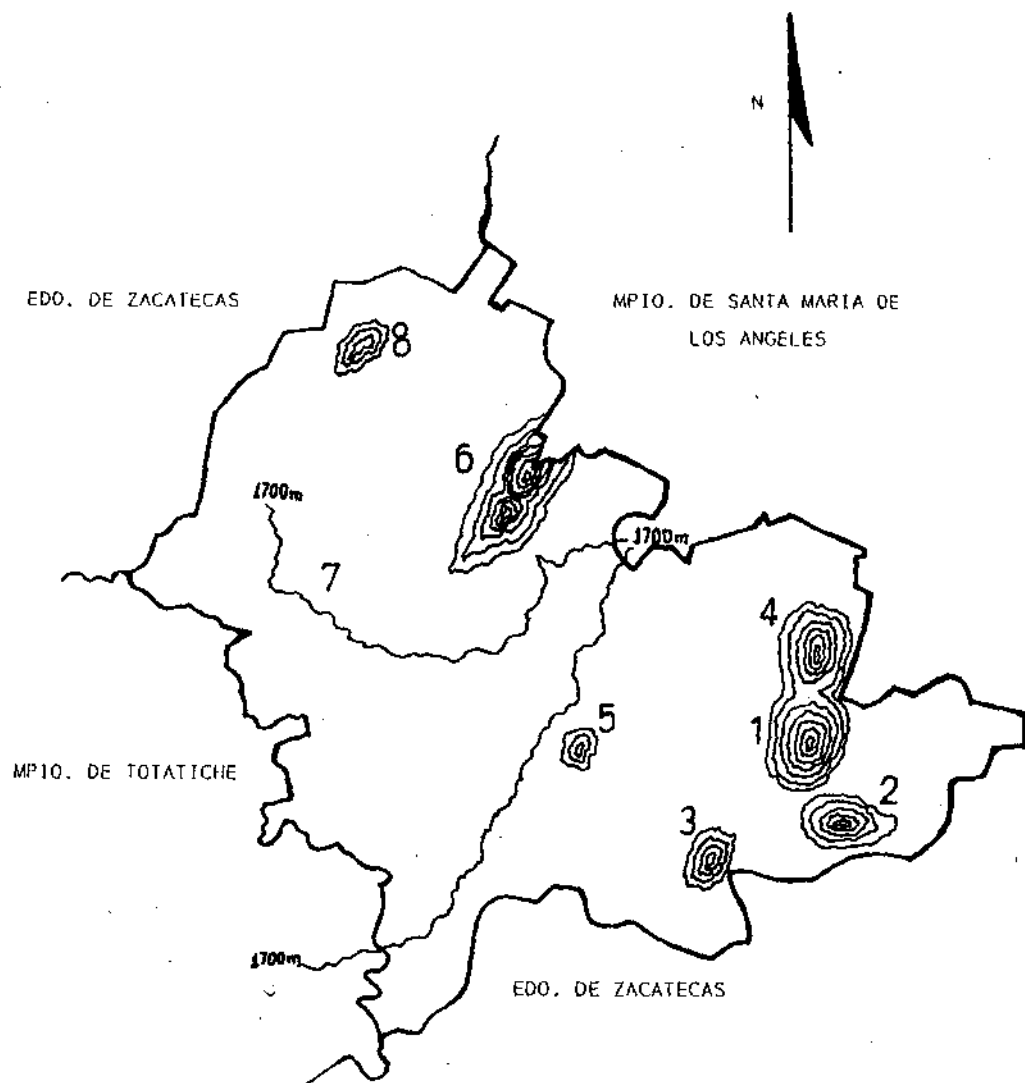 N
EDO. DE ZACATECAS
MPIO. DE SANTA MARIA DE
LOS ANGELES
8
6
1700m
1700m
7
4
5
1
MPIO. DE TOTATICHE
2
3
1700m
EDO. DE ZACATECAS